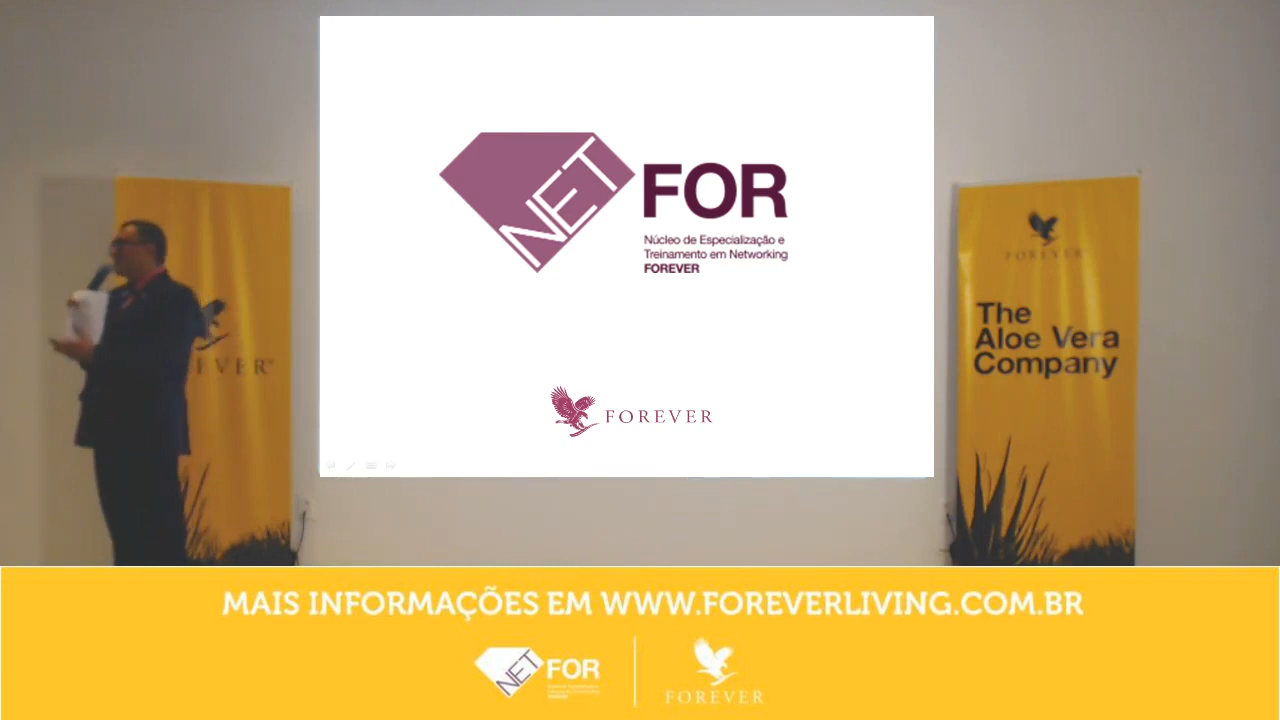 NET
FOR
Núcleo de Especialização e
Treinamento em Networking
FOREVER
FOREVER
EVER
FOREVER
The
Aloe Vera
Company
MAIS INFORMAÇÕES EM WWW.FOREVERLIVING.COM.BR
NET
FOR
FOREVER